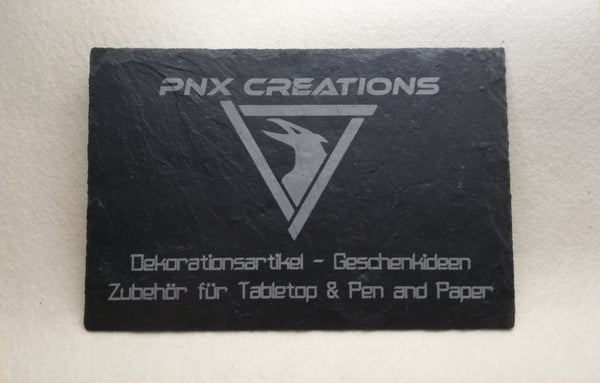 PNX CREATIONS
Dekorationsartikel - Geschenkideen
Zubehör für Tabletop & Pen and Paper